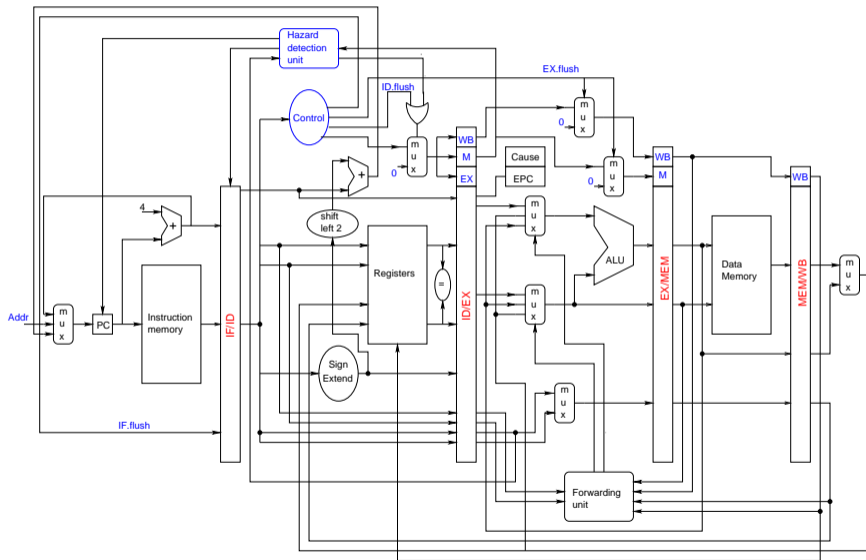 Hazard
detection
unit
EX.flush
ID.flush
Control
m
u
x
0
m
u
x
0
WB
M
EX
Cause
EPC
m
u
x
0
WB
M
WB
4
+
+
shift
left 2
Registers
=
m
u
x
m
u
x
ALU
Data
Memory
m
u
x
Addr
m
u
x
PC
Instruction
memory
IF/ID
ID/EX
EX/MEM
MEM/WB
Sign
Extend
m
u
x
IF.flush
Forwarding
unit